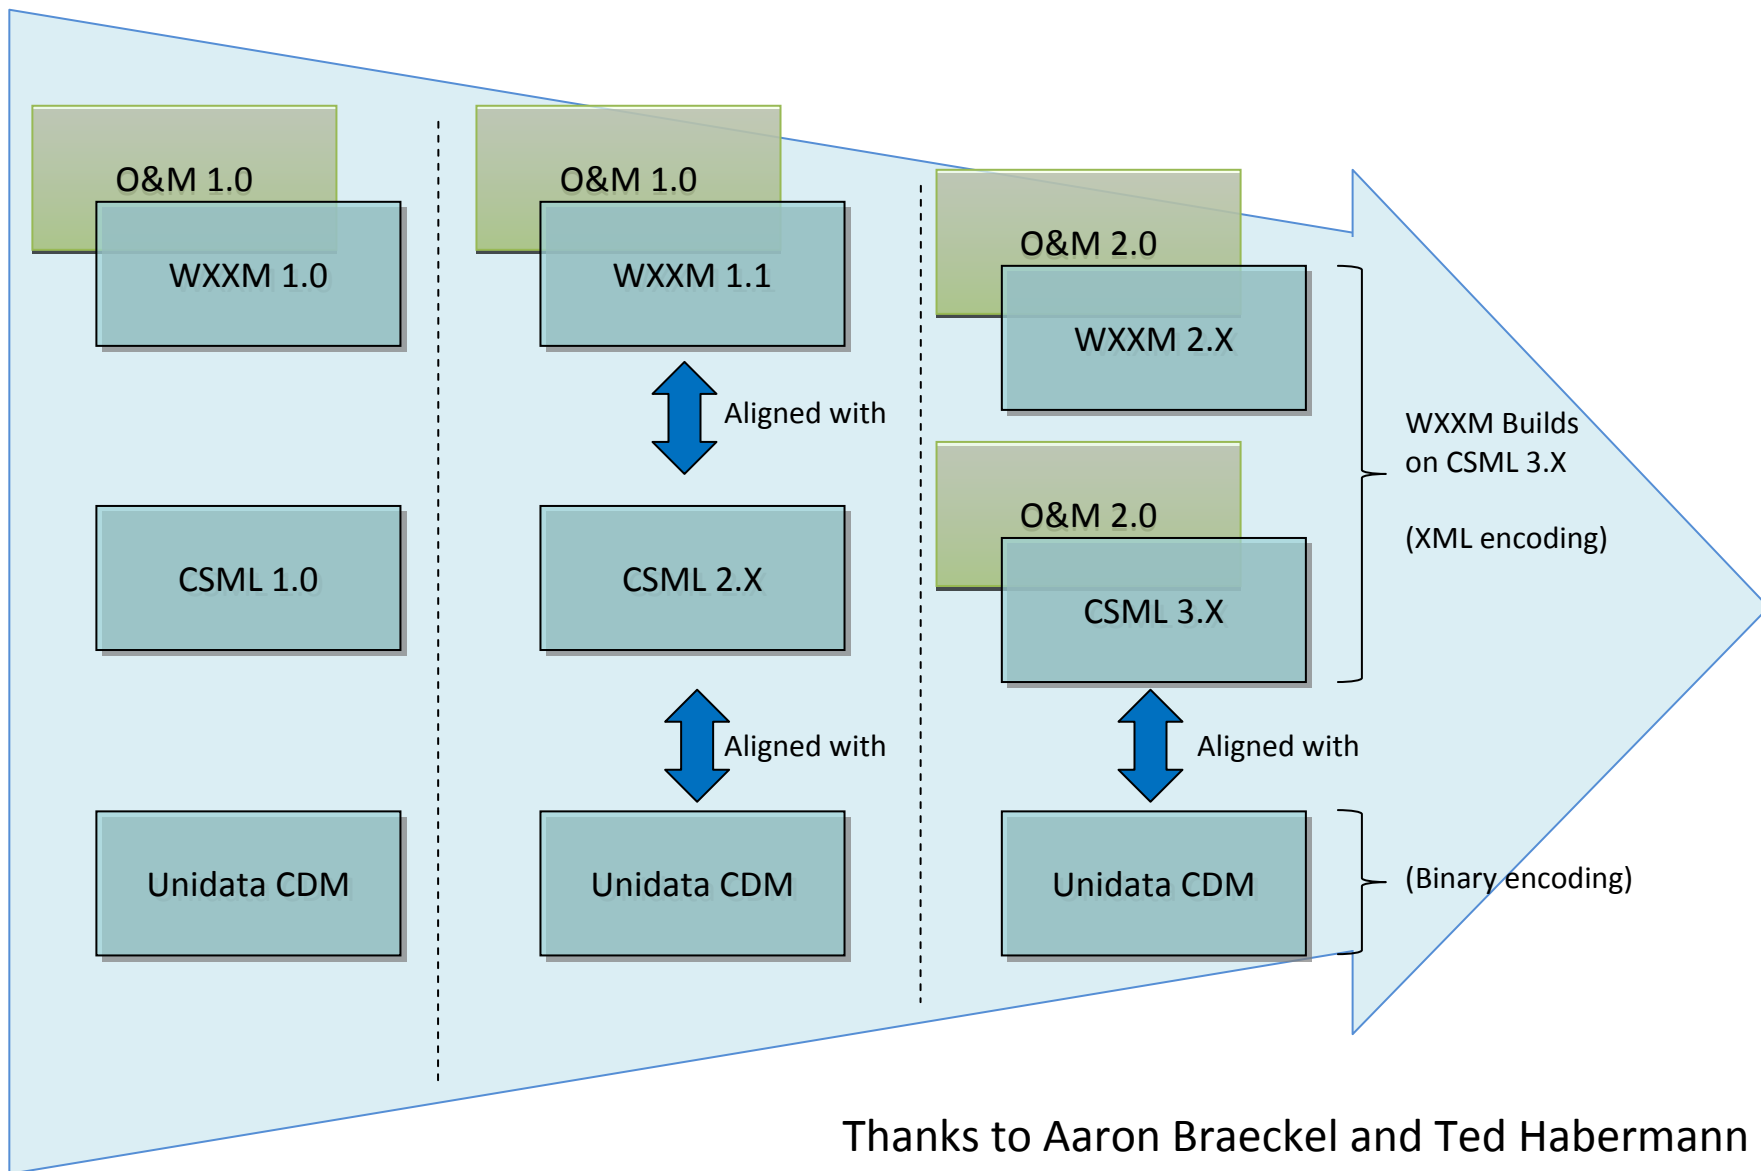 O&M 1.0
WXXM 1.0
CSML 1.0
Unidata CDM
O&M 1.0
WXXM 1.1
Aligned with
CSML 2.X
Aligned with
Unidata CDM
O&M 2.0
WXXM 2.X
O&M 2.0
CSML 3.X
Aligned with
Unidata CDM
WXXM Builds
on CSML 3.X
(XML encoding)
(Binary encoding)
Thanks to Aaron Braeckel and Ted Habermann